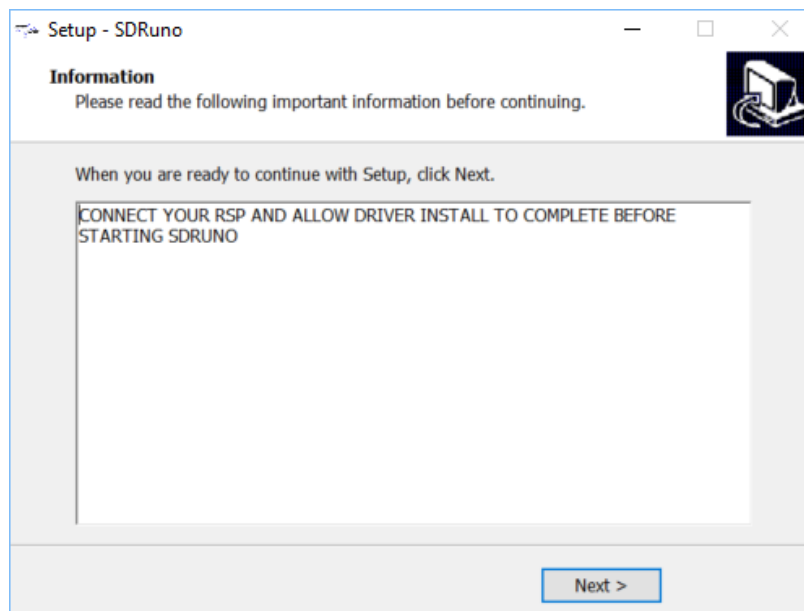 Setup - SDRuno
Information
Please read the following important information before continuing.
When you are ready to continue with Setup, click Next.
CONNECT YOUR RSP AND ALLOW DRIVER INSTALL TO COMPLETE BEFORE
STARTING SDRUNO
Next >